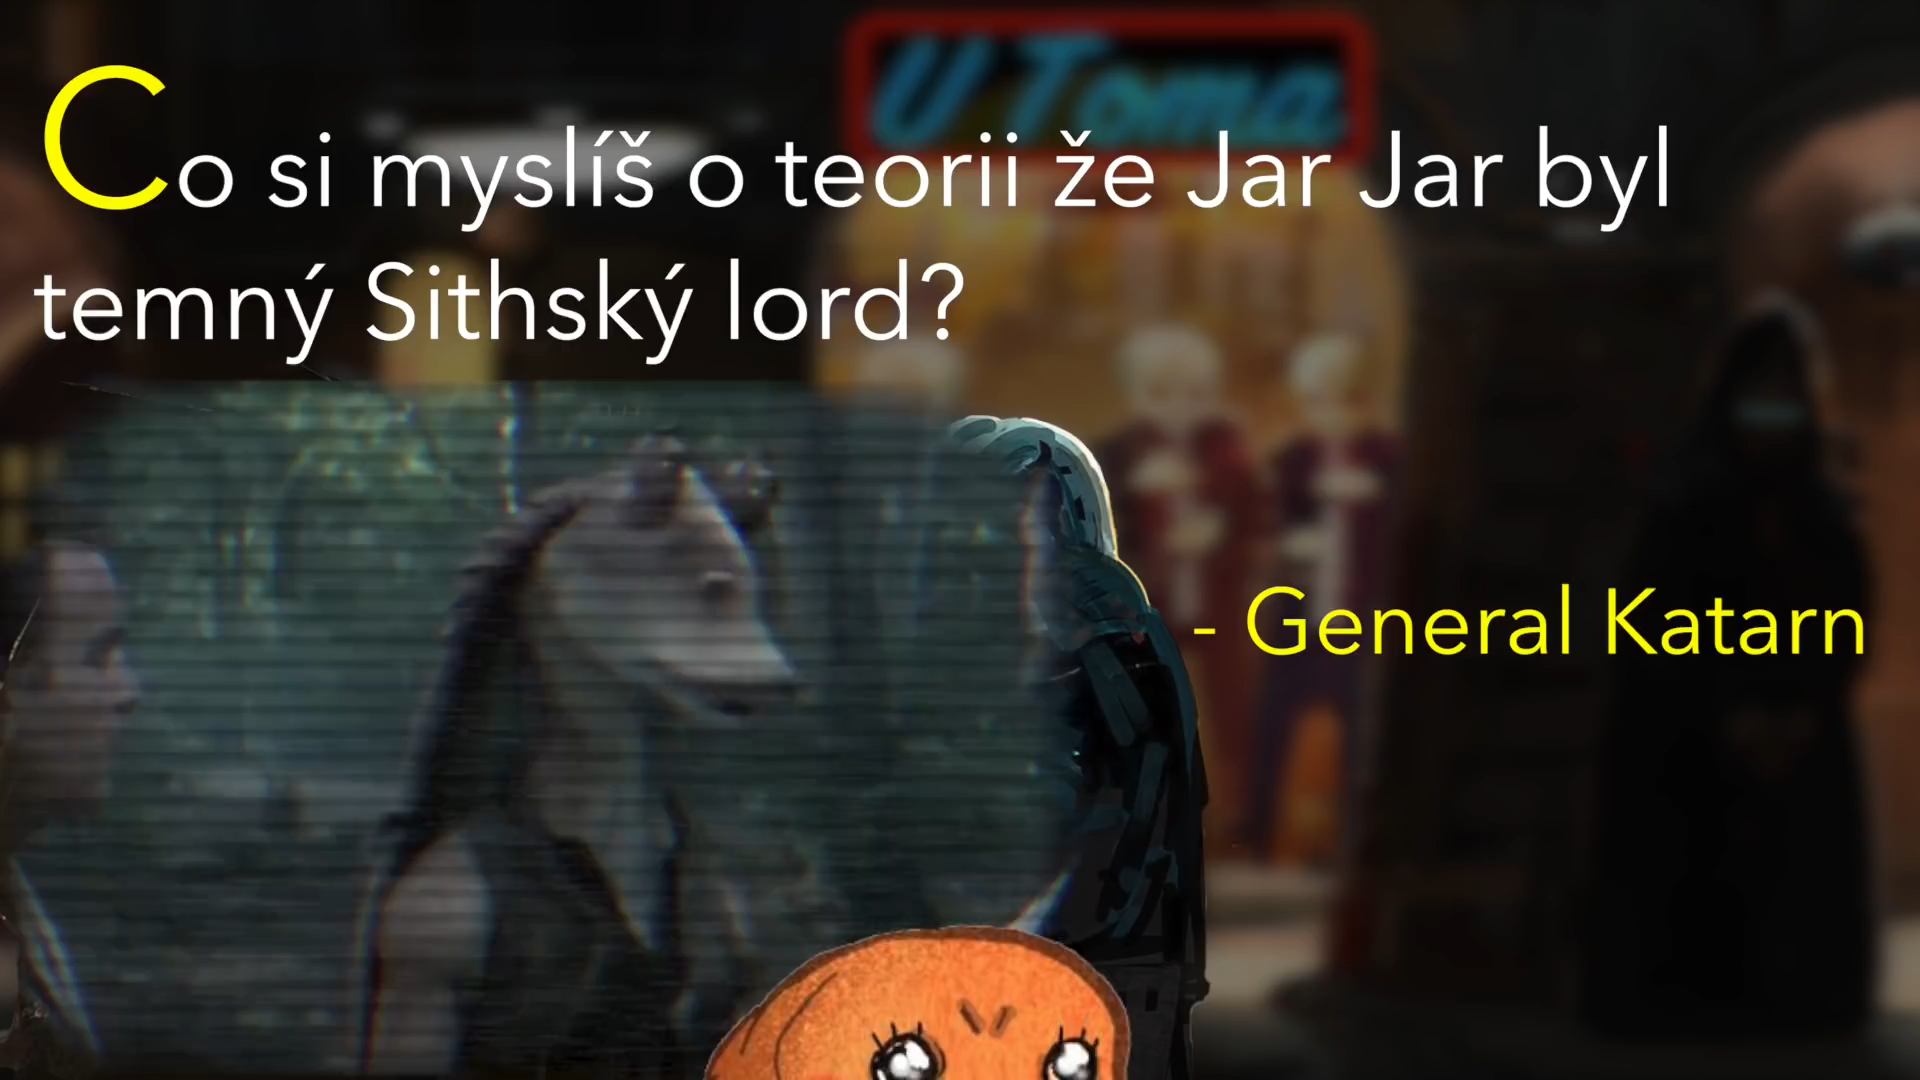 U Toma
Co si myslíš o teorii že Jar Jar byl
temný Sithský lord?
- General Katarn